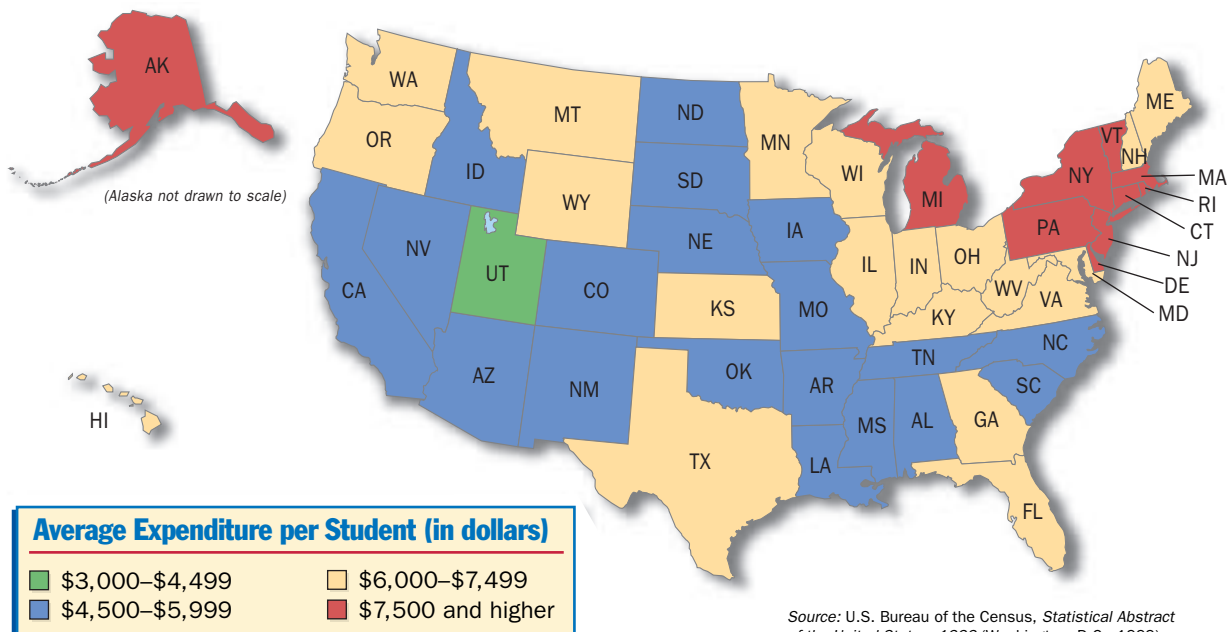 AK
(Alaska not drawn to scale)
WA
OR
MT
ID
WY
ND
SD
NE
MN
WI
IA
NV
UT
CO
CA
AZ
NM
KS
OK
TX
MO
AR
LA
IL
IN
OH
MI
KY
WV
VA
TN
NC
SC
MS
AL
GA
FL
PA
NY
VT
NH
ME
MA
RI
CT
NJ
DE
MD
HI
Average Expenditure per Student (in dollars)
$3,000–$4,499
$4,500–$5,999
$6,000–$7,499
$7,500 and higher
Source: U.S. Bureau of the Census, Statistical Abstract